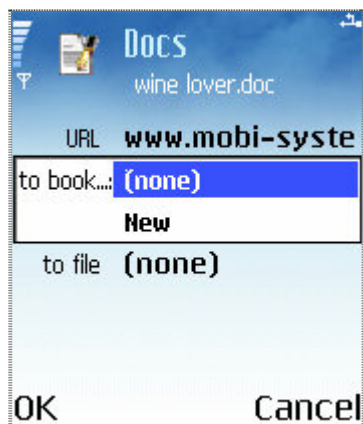 Docs
wine lover.doc
URL www.mobi-syste
to book...: (none)
New
to file (none)
OK Cancel